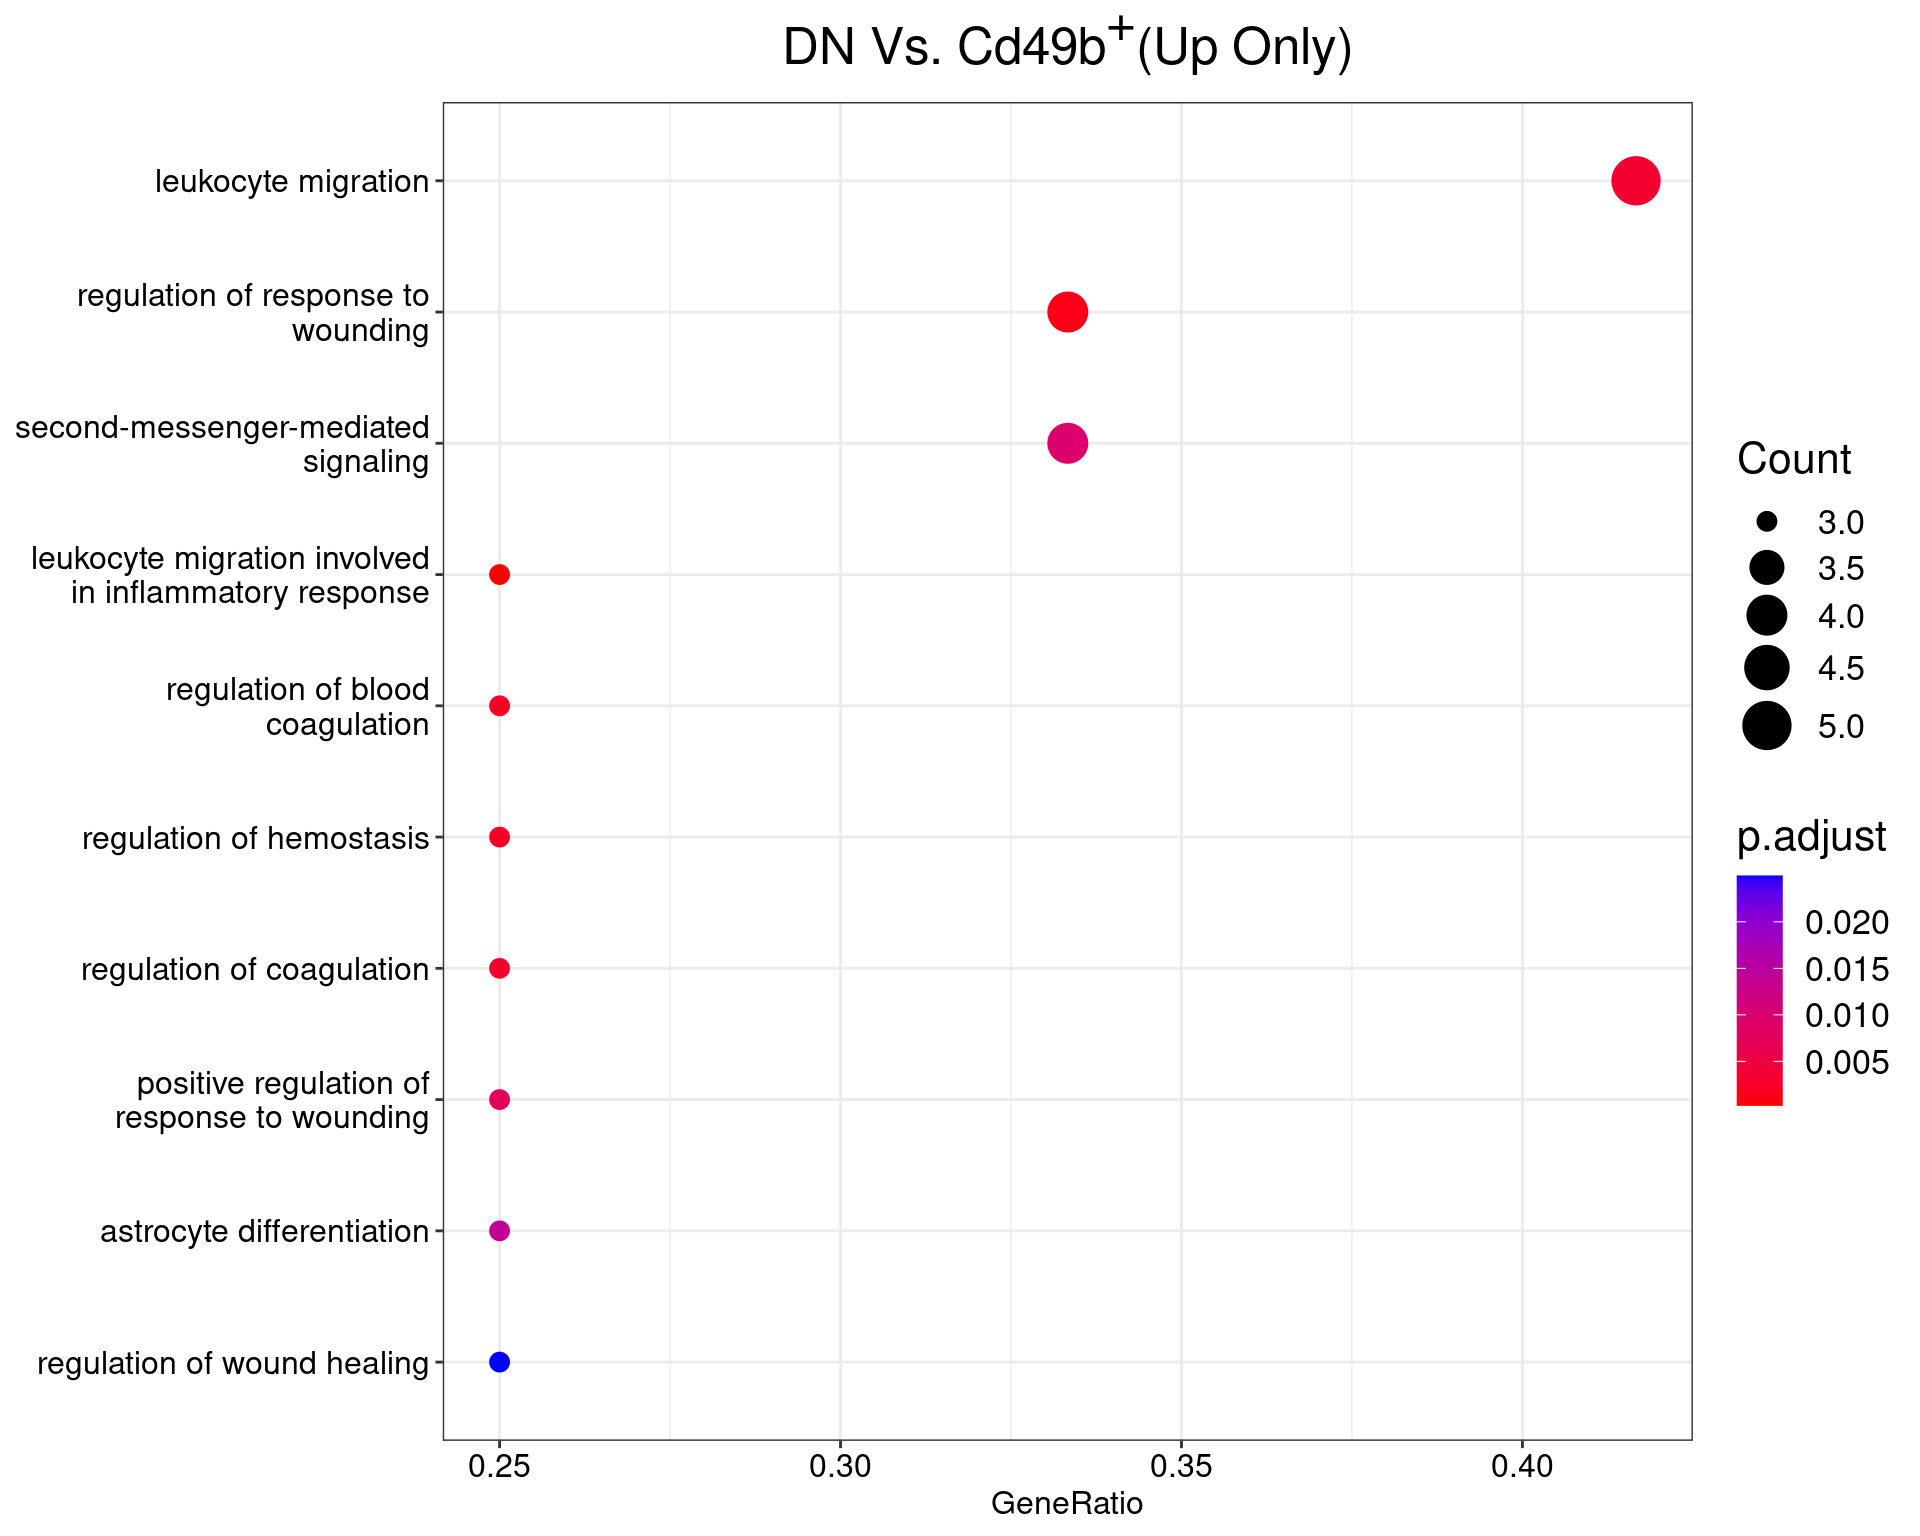 DN Vs. Cd49b+(Up Only)
leukocyte migration
regulation of response to
wounding
second-messenger-mediated
signaling
leukocyte migration involved
in inflammatory response
regulation of blood
coagulation
regulation of hemostasis
regulation of coagulation
positive regulation of
response to wounding
astrocyte differentiation
regulation of wound healing
0.25 0.30 0.35 0.40
GeneRatio
Count
3.0
3.5
4.0
4.5
5.0
p.adjust
0.020
0.015
0.010
0.005